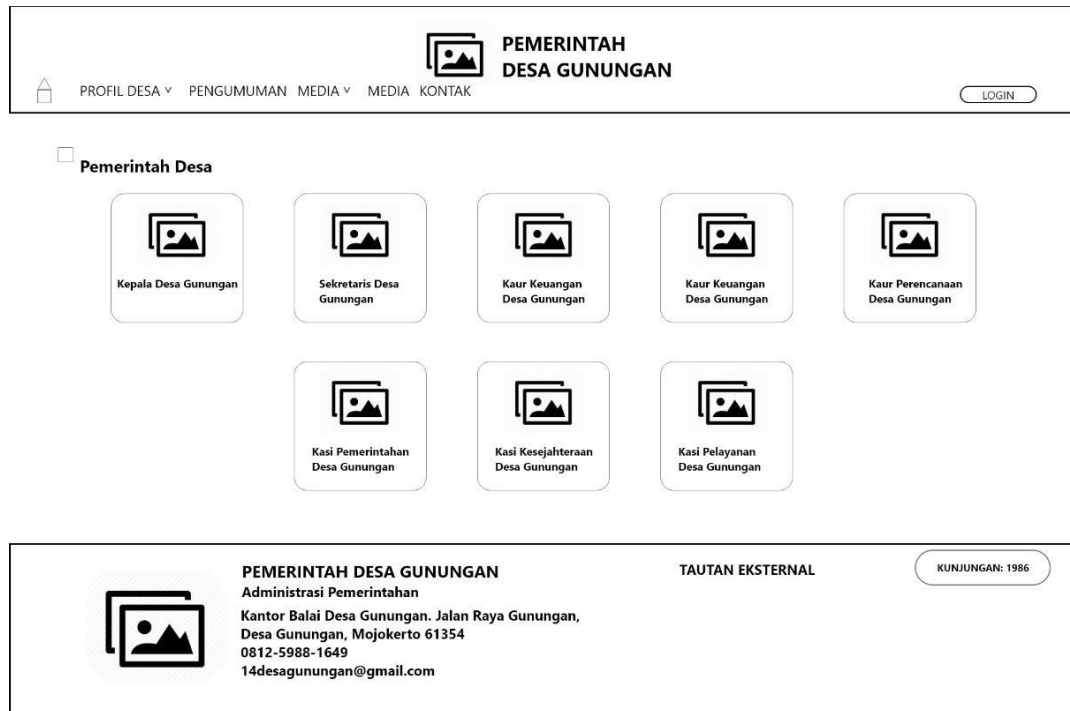 PEMERINTAH
DESA GUNUNGAN
PROFIL DESA ˅ PENGUMUMAN MEDIA ˅ MEDIA KONTAK
LOGIN
Pemerintah Desa
Kepala Desa Gunungan
Sekretaris Desa
Gunungan
Kaur Keuangan
Desa Gunungan
Kaur Keuangan
Desa Gunungan
Kaur Perencanaan
Desa Gunungan
Kasi Pemerintahan
Desa Gunungan
Kasi Kesejahteraan
Desa Gunungan
Kasi Pelayanan
Desa Gunungan
PEMERINTAH DESA GUNUNGAN
Administrasi Pemerintahan
Kantor Balai Desa Gunungan. Jalan Raya Gunungan,
Desa Gunungan, Mojokerto 61354
0812-5988-1649
14desagunungan@gmail.com
TAUTAN EKSTERNAL
KUNJUNGAN: 1986